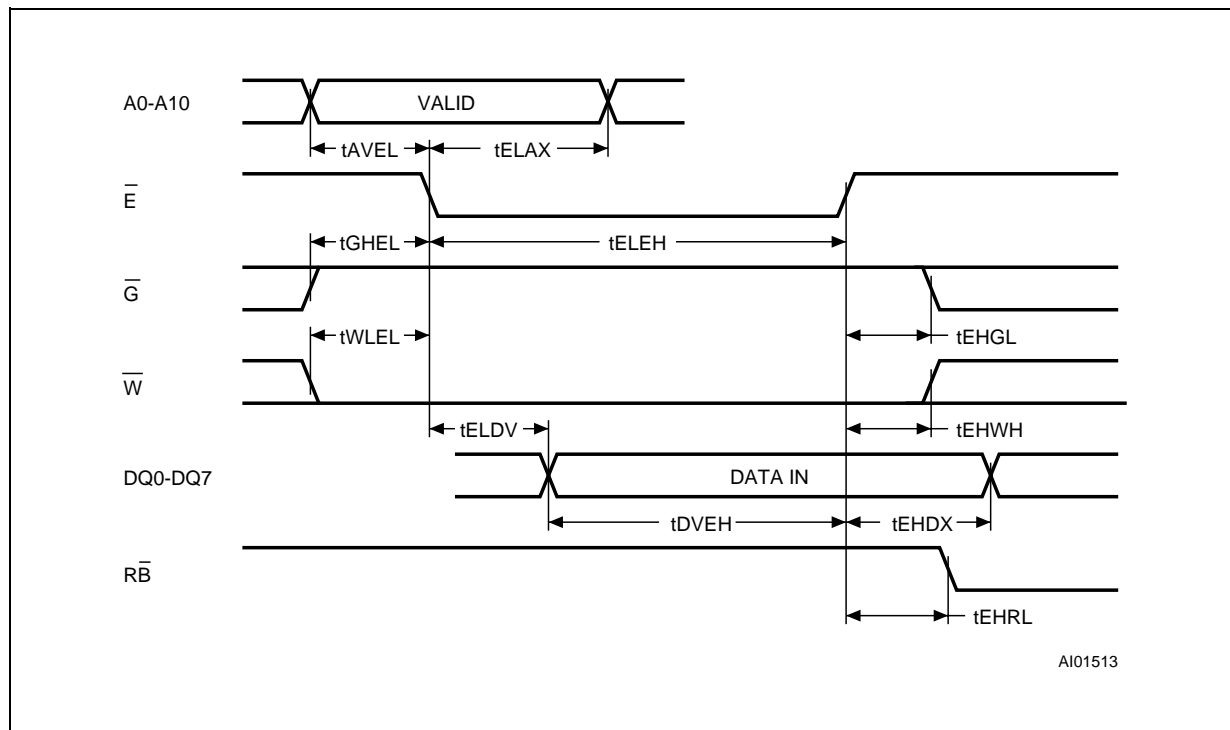 A0-A10
VALID
tAVEL
tELAX
E̅
tGHEL
tELEH
G̅
tWLEL
tEHGL
W̅
tELDV
tEHWH
DQ0-DQ7
DATA IN
tDVEH
tEHDX
RB̅
tEHRL
AI01513